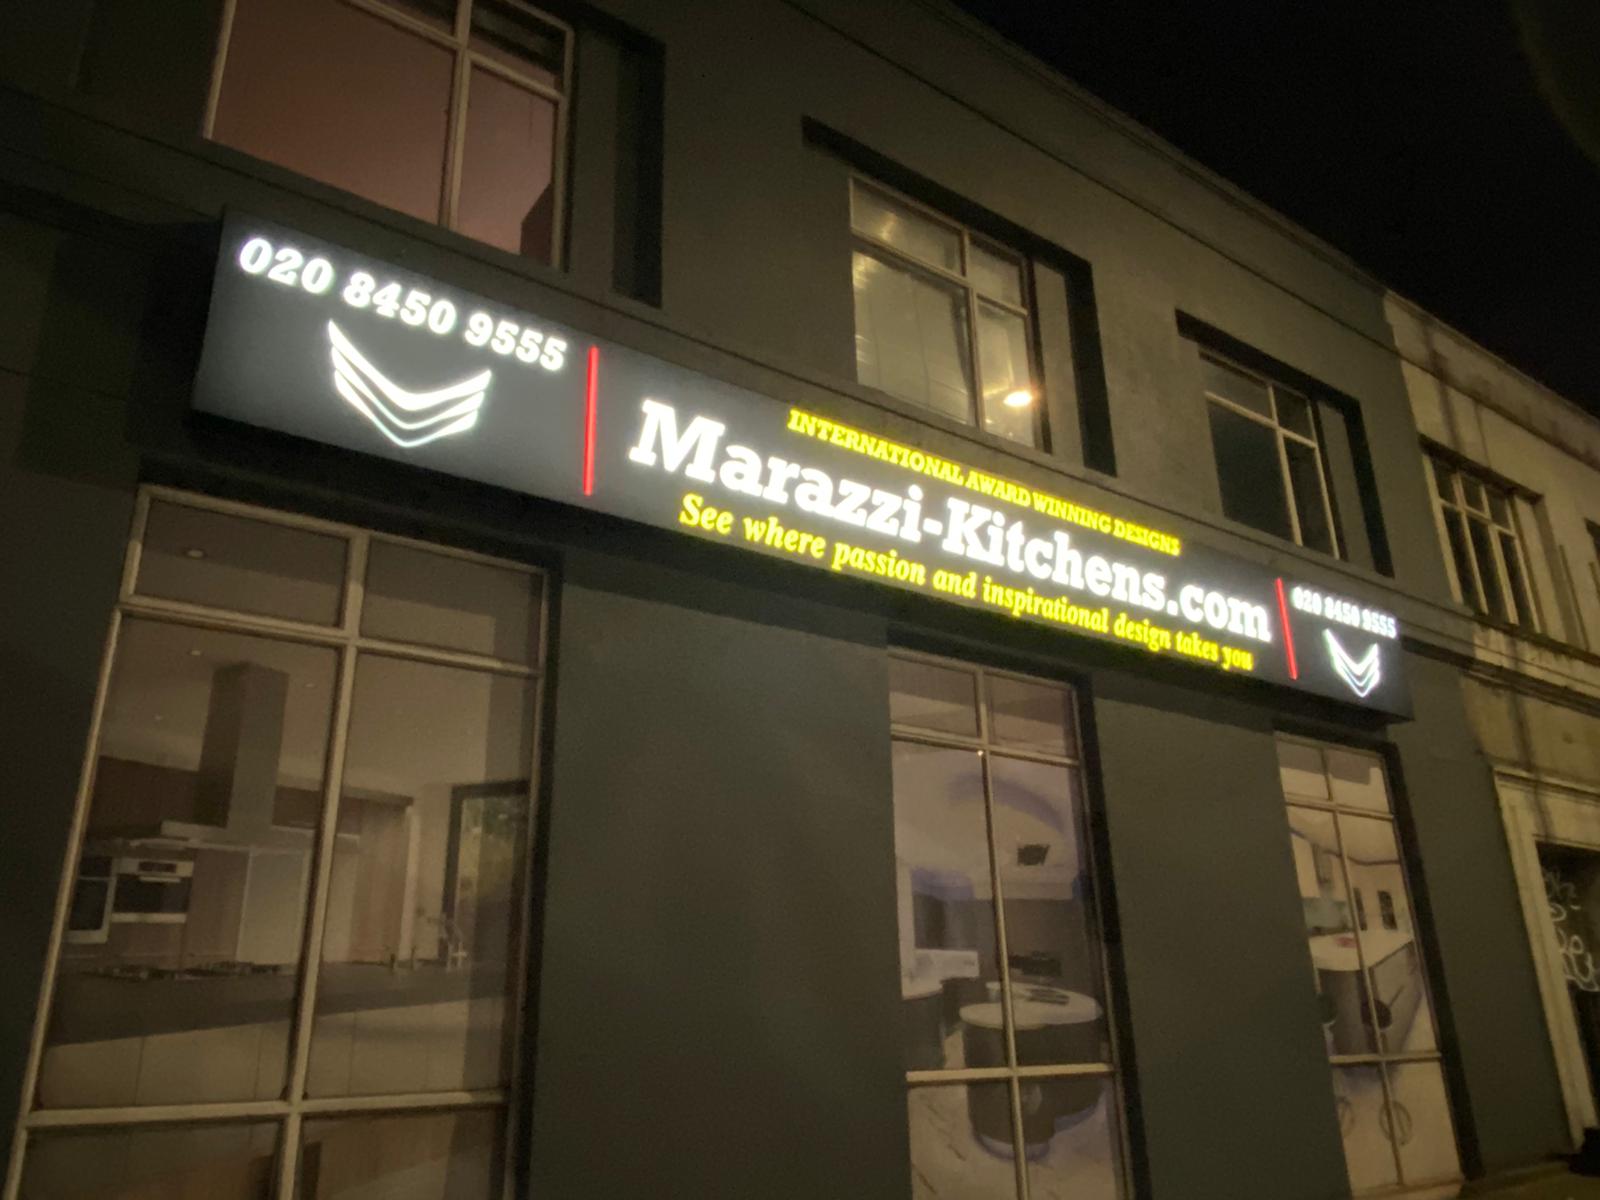 020 8450 9555
INTERNATIONAL AWARD WINNING DESIGNS
Marazzi-Kitchens.com
See where passion and inspirational design takes you
020 8450 9555